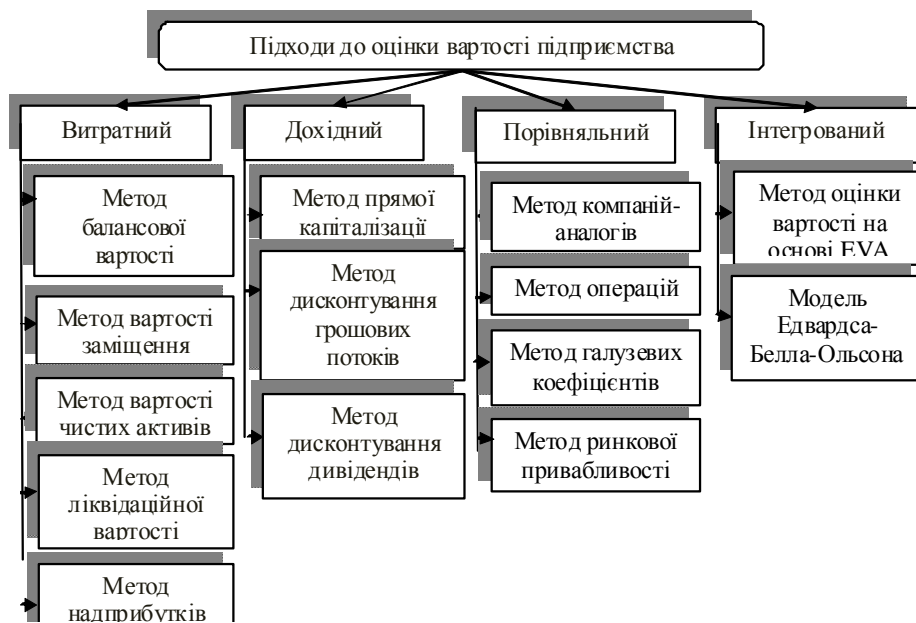 Підходи до оцінки вартості підприємства
Витратний
Метод
балансової
вартості
Метод вартості
заміщення
Метод вартості
чистих активів
Метод
ліквідаційної
вартості
Метод
надприбутків
Дохідний
Метод прямої
капіталізації
Метод
дисконтування
грошових
потоків
Метод
дисконтування
дивідендів
Порівняльний
Метод компаній-
аналогів
Метод операцій
Метод галузевих
коефіцієнтів
Метод ринкової
привабливості
Інтегрований
Метод оцінки
вартості на
основі EVA
Модель
Едвардса-
Белла-Ольсона